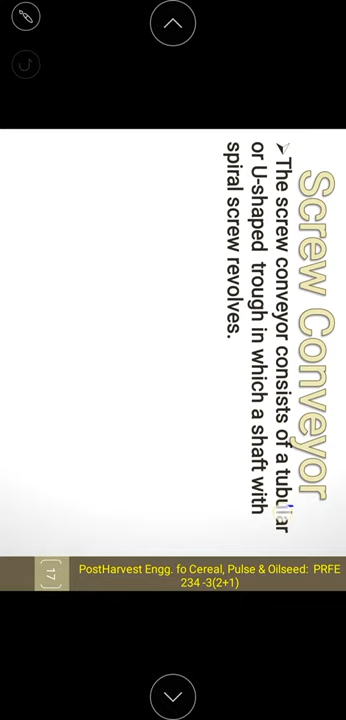 Screw Conveyor
➢The screw conveyor consists of a tubular
or U-shaped trough in which a shaft with
spiral screw revolves.
PostHarvest Engg. fo Cereal, Pulse & Oilseed: PRFE
234 -3(2+1)
17